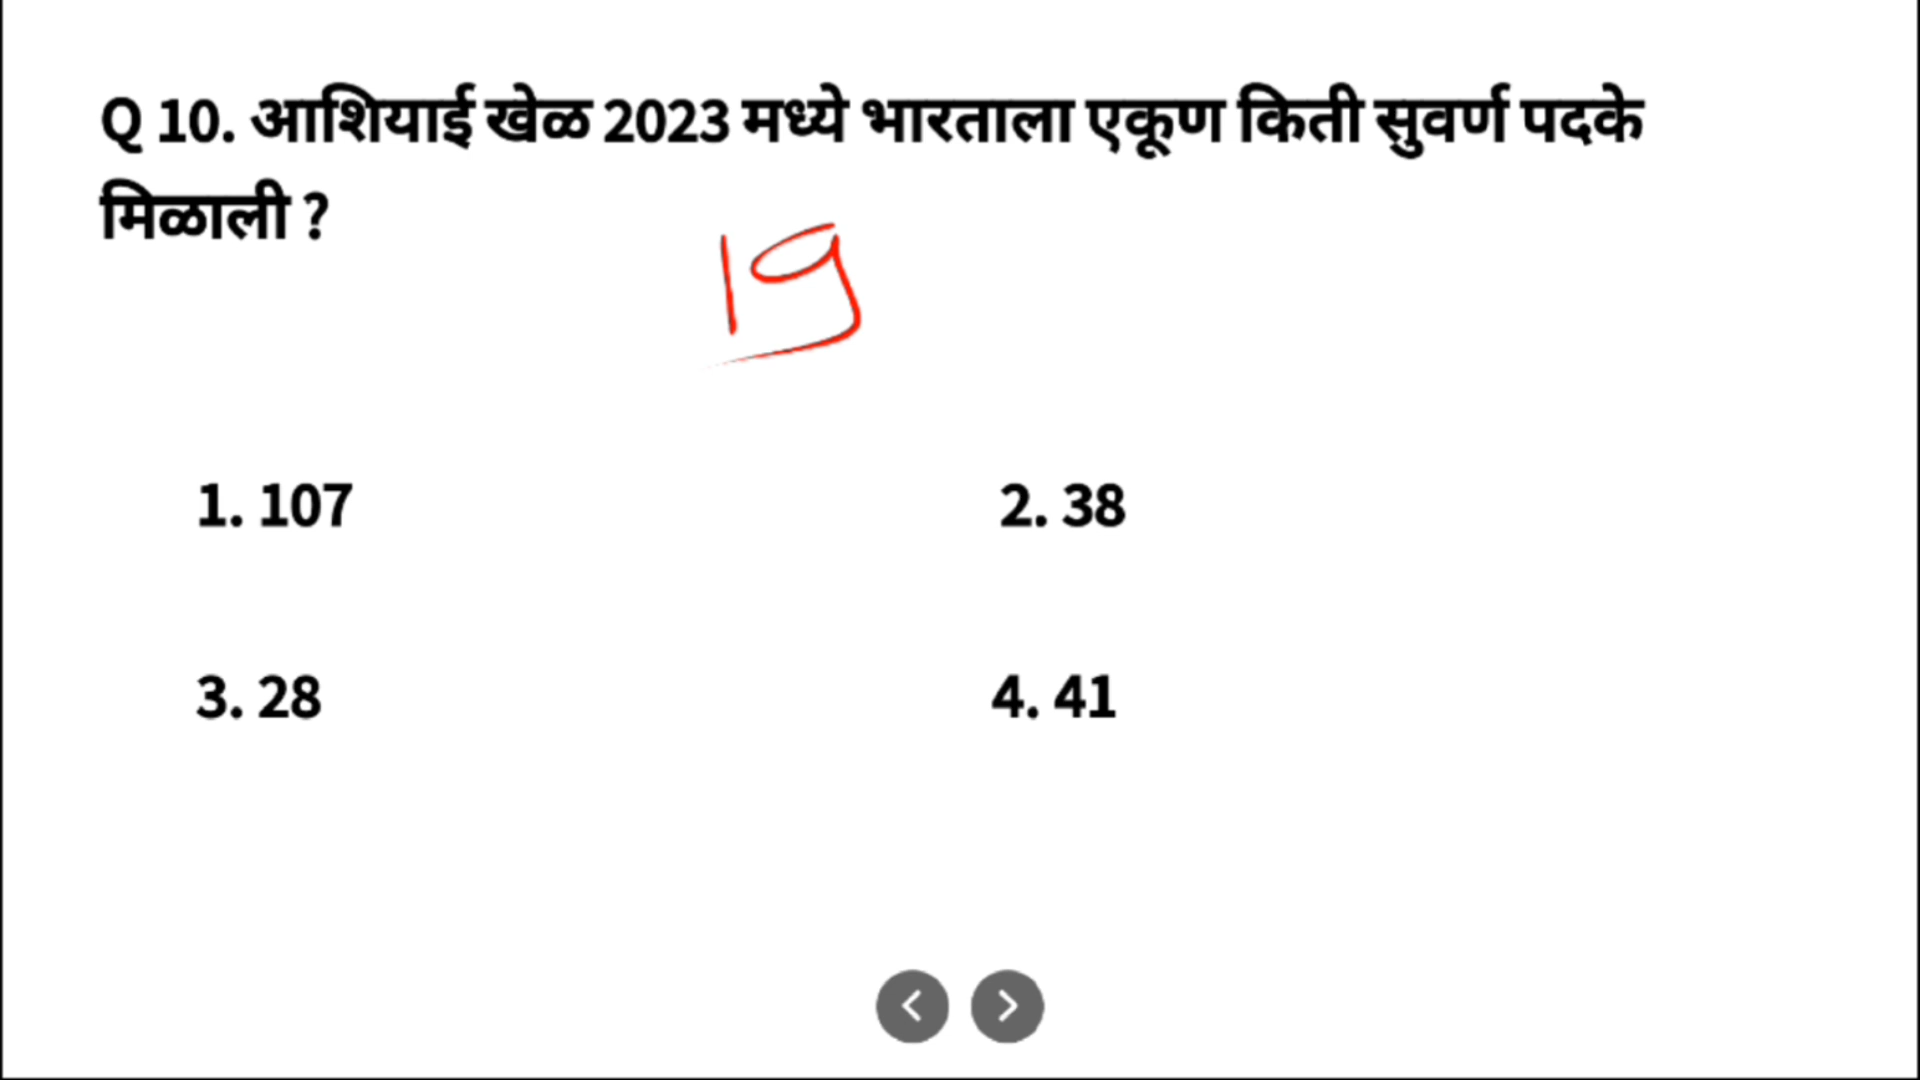 Q 10. आशियाई खेळ 2023 मध्ये भारताला एकूण किती सुवर्ण पदके
मिळाली ?
19
1. 107
2. 38
3. 28
4. 41